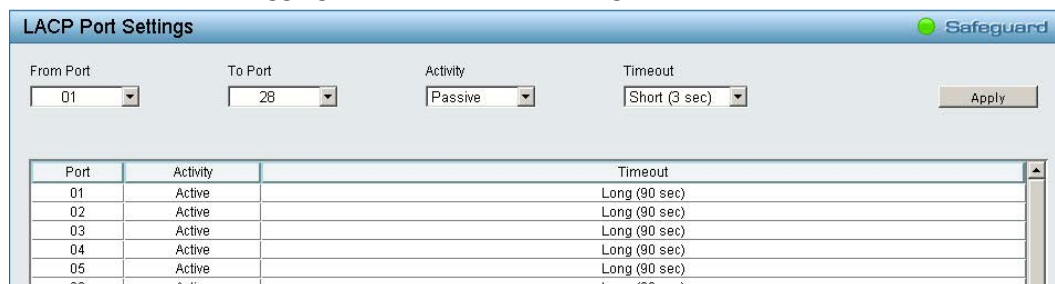 LACP Port Settings Safeguard
From Port To Port Activity Timeout
01 28 Passive Short (3 sec) Apply
Port Activity Timeout
01 Active Long (90 sec)
02 Active Long (90 sec)
03 Active Long (90 sec)
04 Active Long (90 sec)
05 Active Long (90 sec)